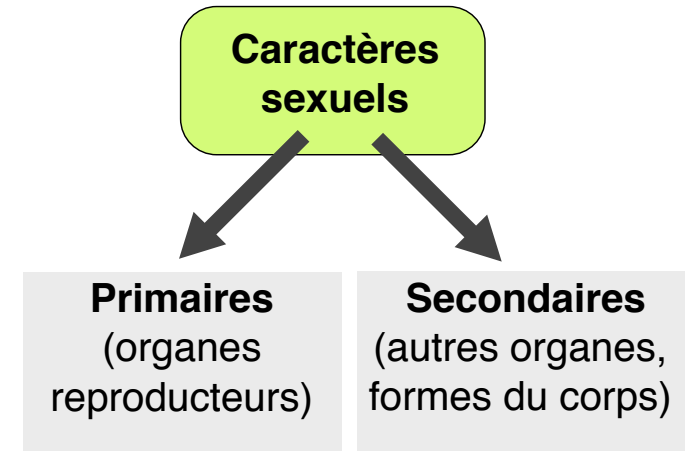 Caractères
sexuels
Primaires
(organes
reproducteurs)
Secondaires
(autres organes,
formes du corps)